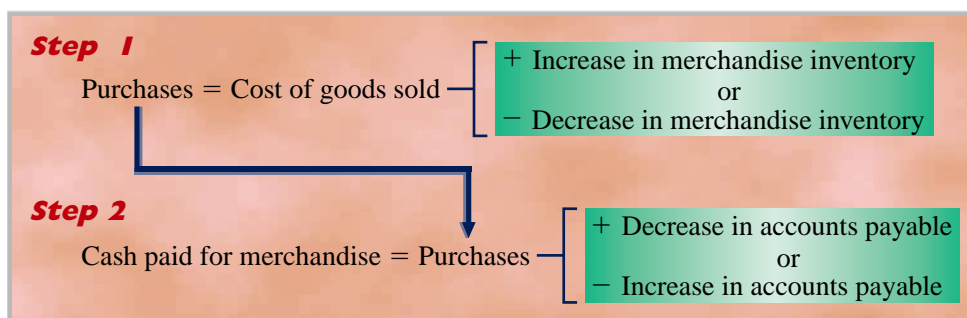 Step 1
Purchases = Cost of goods sold
+ Increase in merchandise inventory
or
− Decrease in merchandise inventory
Step 2
Cash paid for merchandise = Purchases
+ Decrease in accounts payable
or
− Increase in accounts payable